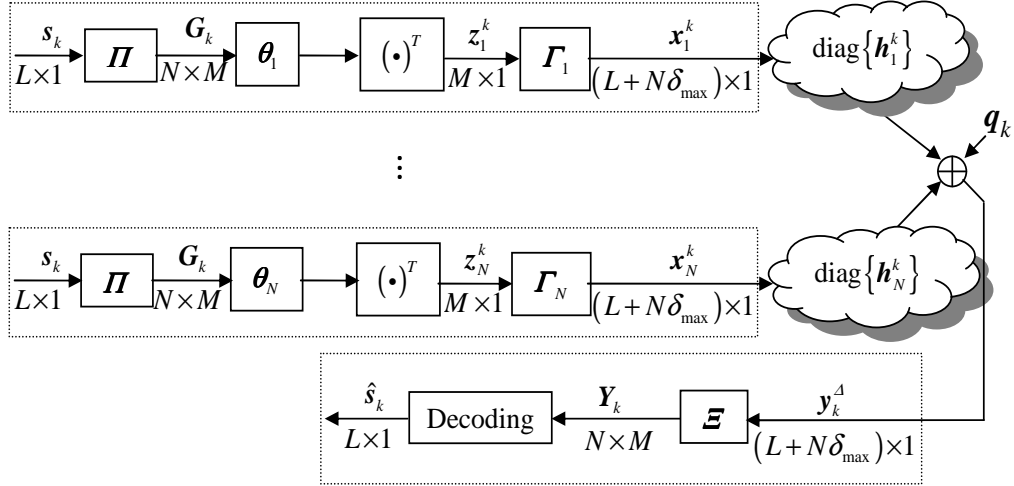 s_k G_k z_1^k x_1^k
Π θ_1 (•)^T Γ_1 diag{h_1^k}
L×1 N×M M×1 (L+Nδ_max)×1
q_k
⋮
s_k G_k z_N^k x_N^k
Π θ_N (•)^T Γ_N diag{h_N^k}
L×1 N×M M×1 (L+Nδ_max)×1
ŝ_k Y_k y_k^Δ
Decoding Ξ
L×1 N×M (L+Nδ_max)×1